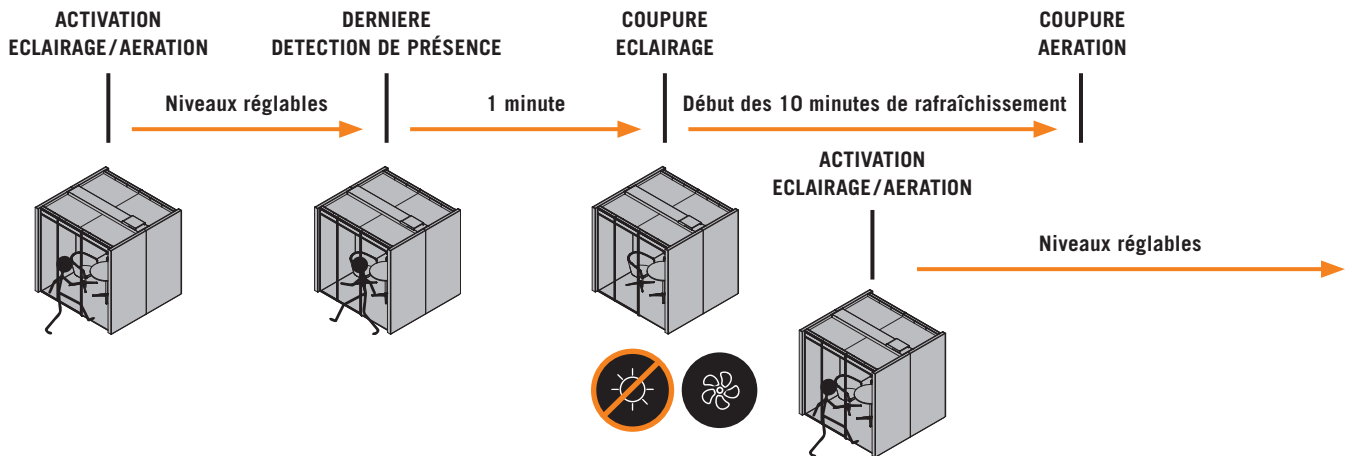 ACTIVATION
ECLAIRAGE/AERATION
DERNIERE
DETECTION DE PRÉSENCE
COUPURE
ECLAIRAGE
COUPURE
AERATION
Niveaux réglables
1 minute
Début des 10 minutes de rafraîchissement
ACTIVATION
ECLAIRAGE/AERATION
Niveaux réglables